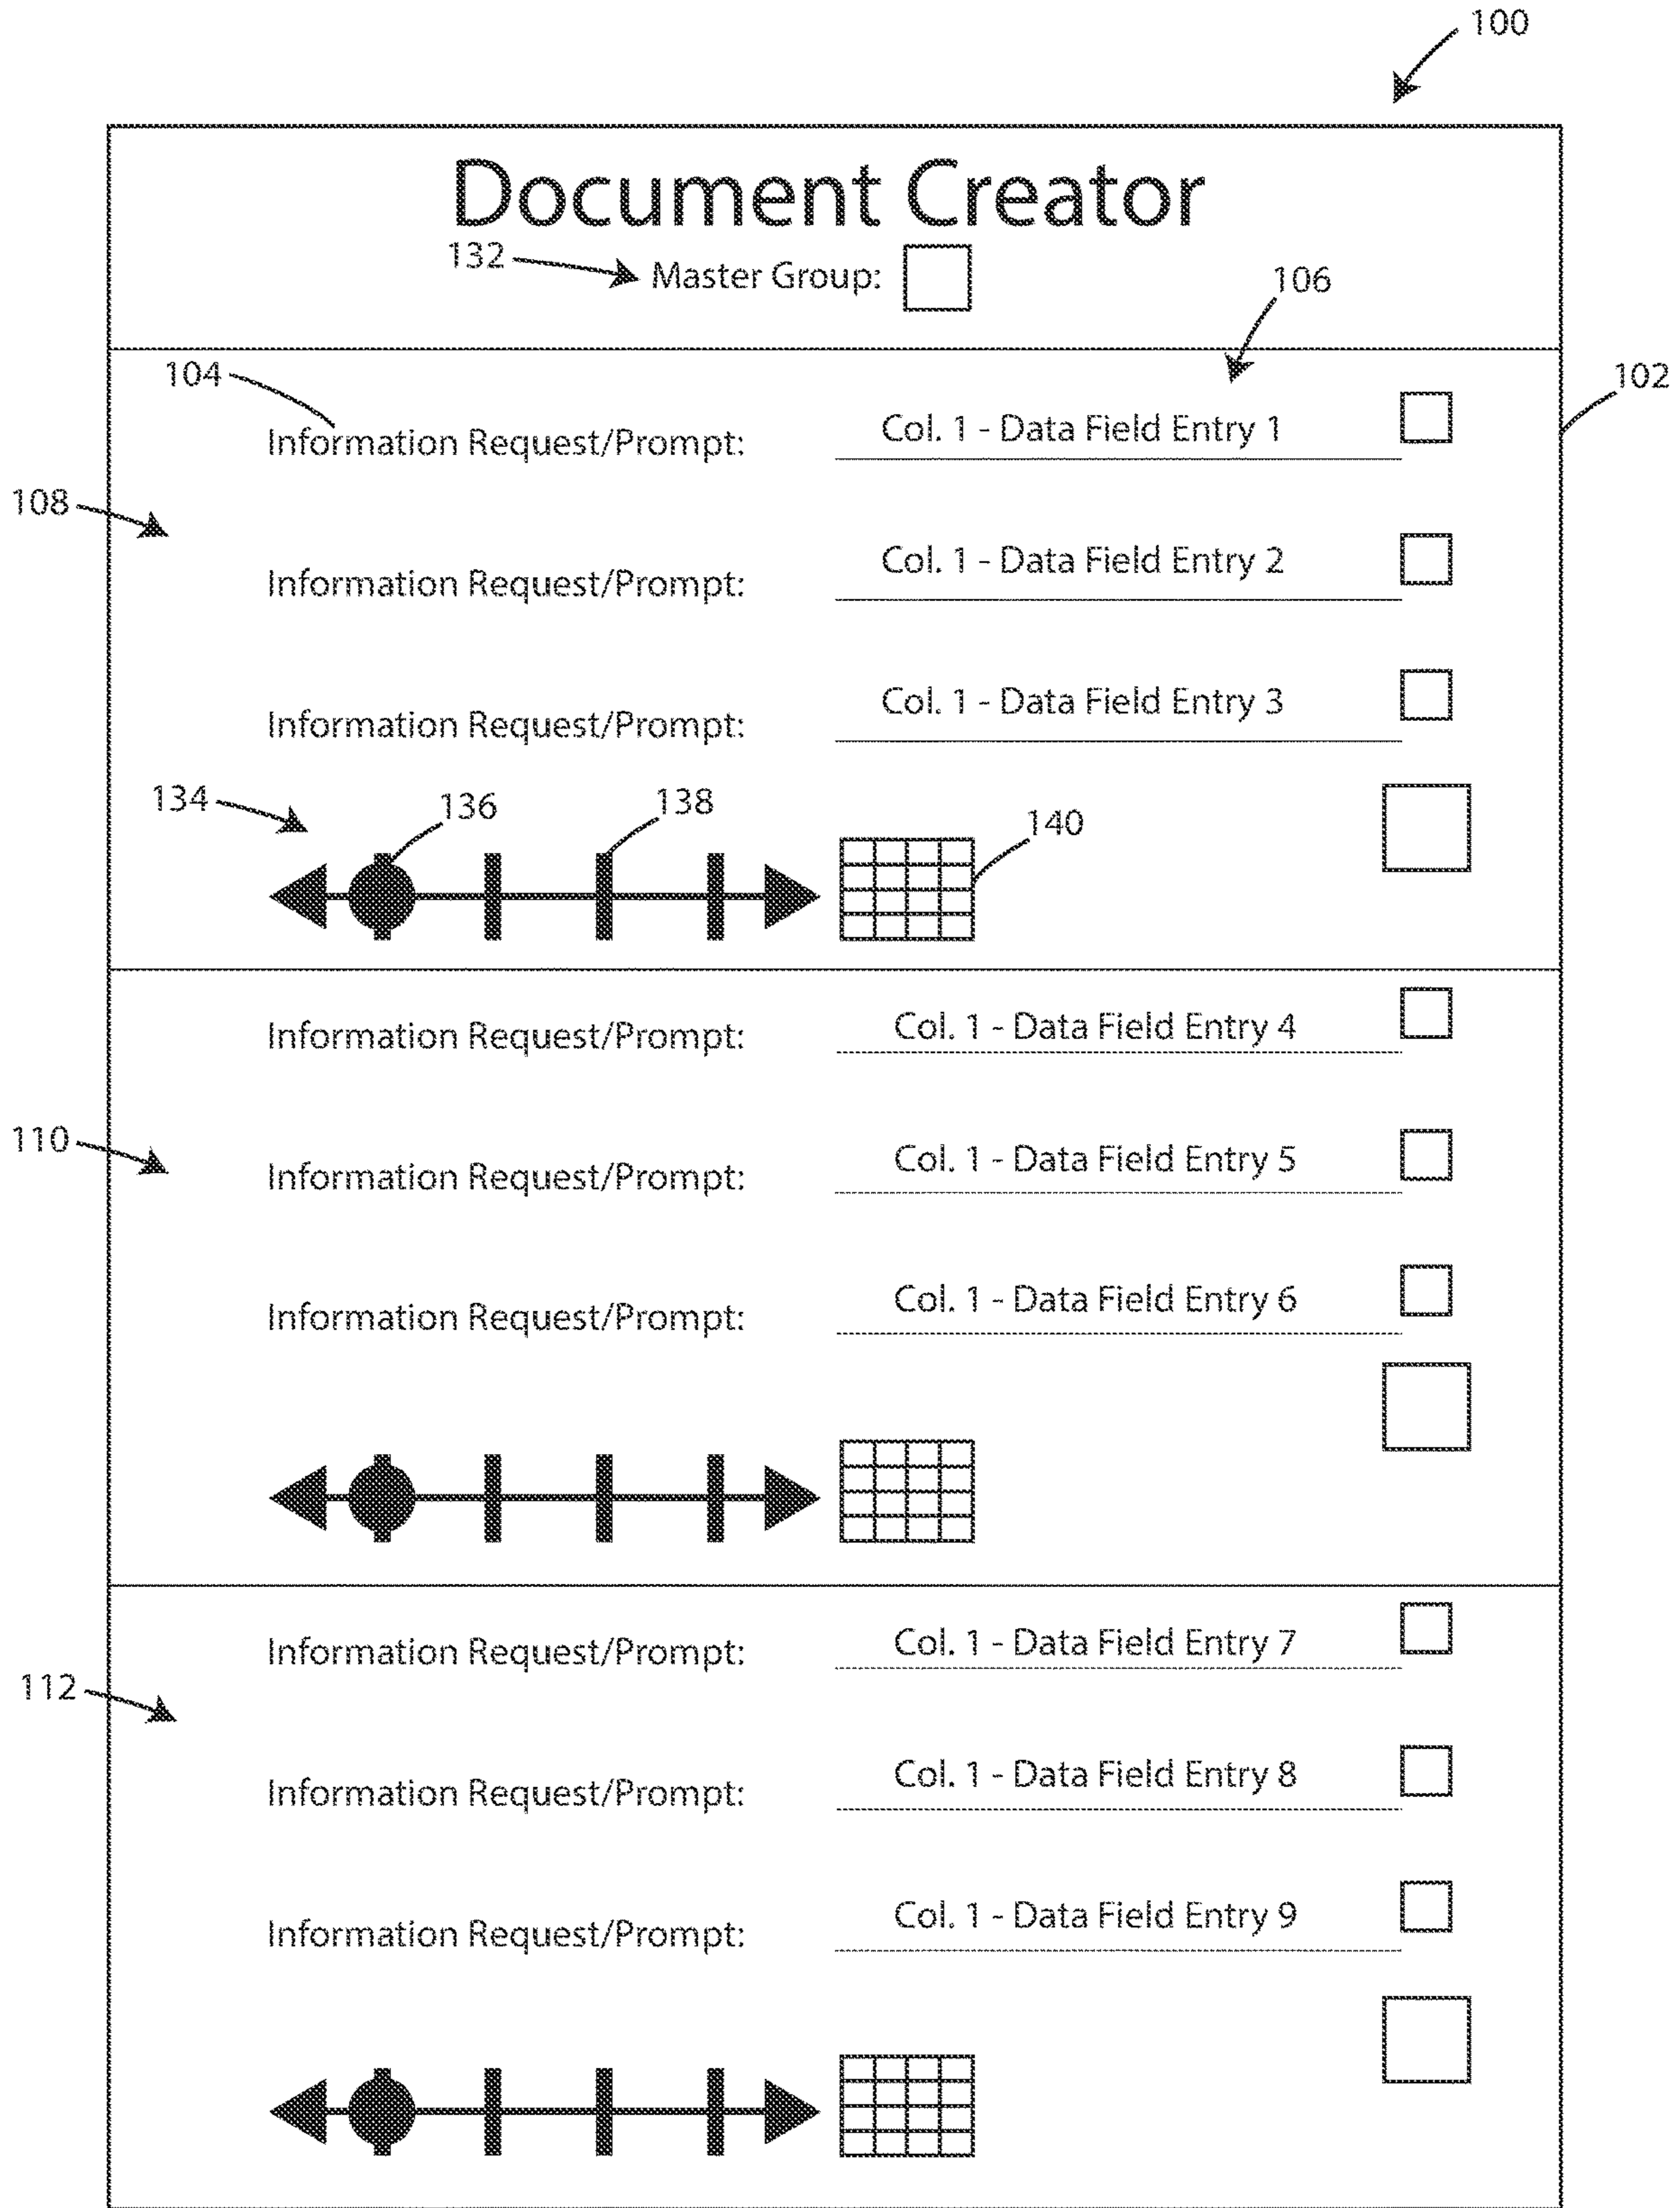 100
Document Creator
132 Master Group:
106
104
102
Information Request/Prompt: Col. 1 - Data Field Entry 1
108
Information Request/Prompt: Col. 1 - Data Field Entry 2
Information Request/Prompt: Col. 1 - Data Field Entry 3
134 136 138 140
Information Request/Prompt: Col. 1 - Data Field Entry 4
110
Information Request/Prompt: Col. 1 - Data Field Entry 5
Information Request/Prompt: Col. 1 - Data Field Entry 6
Information Request/Prompt: Col. 1 - Data Field Entry 7
112
Information Request/Prompt: Col. 1 - Data Field Entry 8
Information Request/Prompt: Col. 1 - Data Field Entry 9